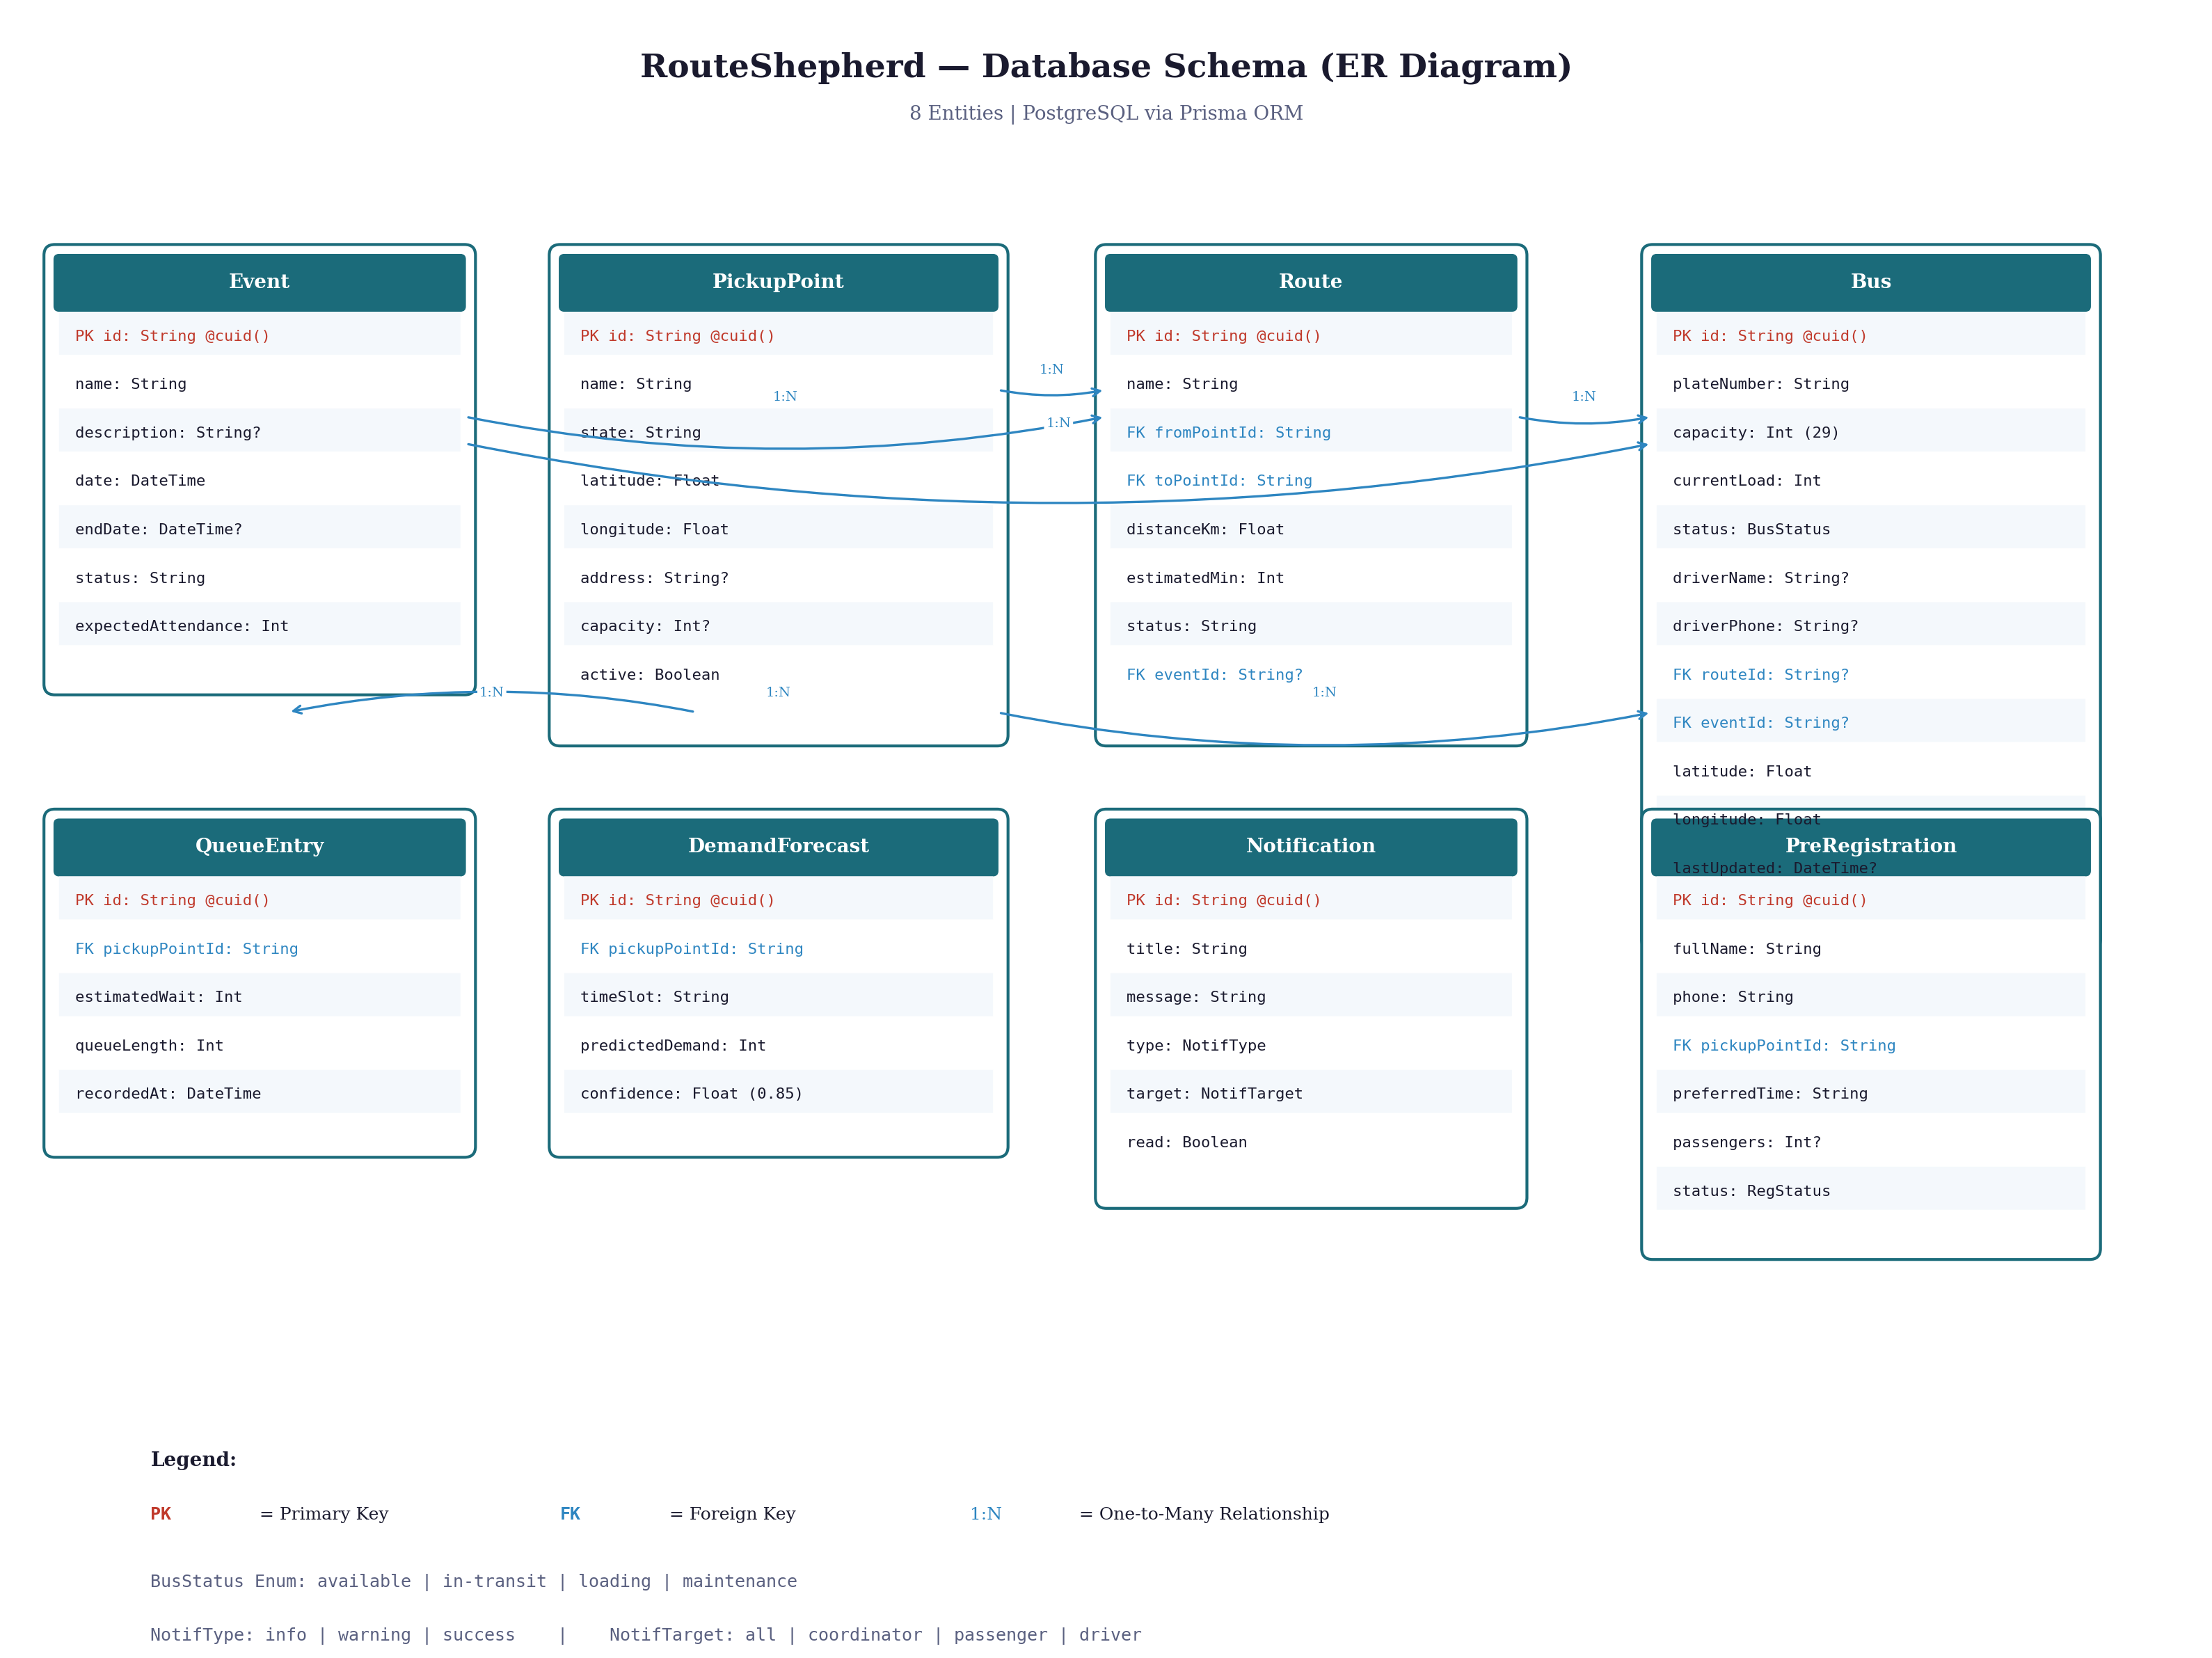 RouteShepherd — Database Schema (ER Diagram)
8 Entities | PostgreSQL via Prisma ORM
Event
PK id: String @cuid()
name: String
description: String?
date: DateTime
endDate: DateTime?
status: String
expectedAttendance: Int
PickupPoint
PK id: String @cuid()
name: String
state: String
latitude: Float
longitude: Float
address: String?
capacity: Int?
active: Boolean
Route
PK id: String @cuid()
name: String
FK fromPointId: String
FK toPointId: String
distanceKm: Float
estimatedMin: Int
status: String
FK eventId: String?
Bus
PK id: String @cuid()
plateNumber: String
capacity: Int (29)
currentLoad: Int
status: BusStatus
driverName: String?
driverPhone: String?
FK routeId: String?
FK eventId: String?
latitude: Float
longitude: Float
lastUpdated: DateTime?
1:N
1:N
1:N
1:N
1:N
1:N
1:N
QueueEntry
PK id: String @cuid()
FK pickupPointId: String
estimatedWait: Int
queueLength: Int
recordedAt: DateTime
DemandForecast
PK id: String @cuid()
FK pickupPointId: String
timeSlot: String
predictedDemand: Int
confidence: Float (0.85)
Notification
PK id: String @cuid()
title: String
message: String
type: NotifType
target: NotifTarget
read: Boolean
PreRegistration
PK id: String @cuid()
fullName: String
phone: String
FK pickupPointId: String
preferredTime: String
passengers: Int?
status: RegStatus
Legend:
PK = Primary Key FK = Foreign Key 1:N = One-to-Many Relationship
BusStatus Enum: available | in-transit | loading | maintenance
NotifType: info | warning | success | NotifTarget: all | coordinator | passenger | driver